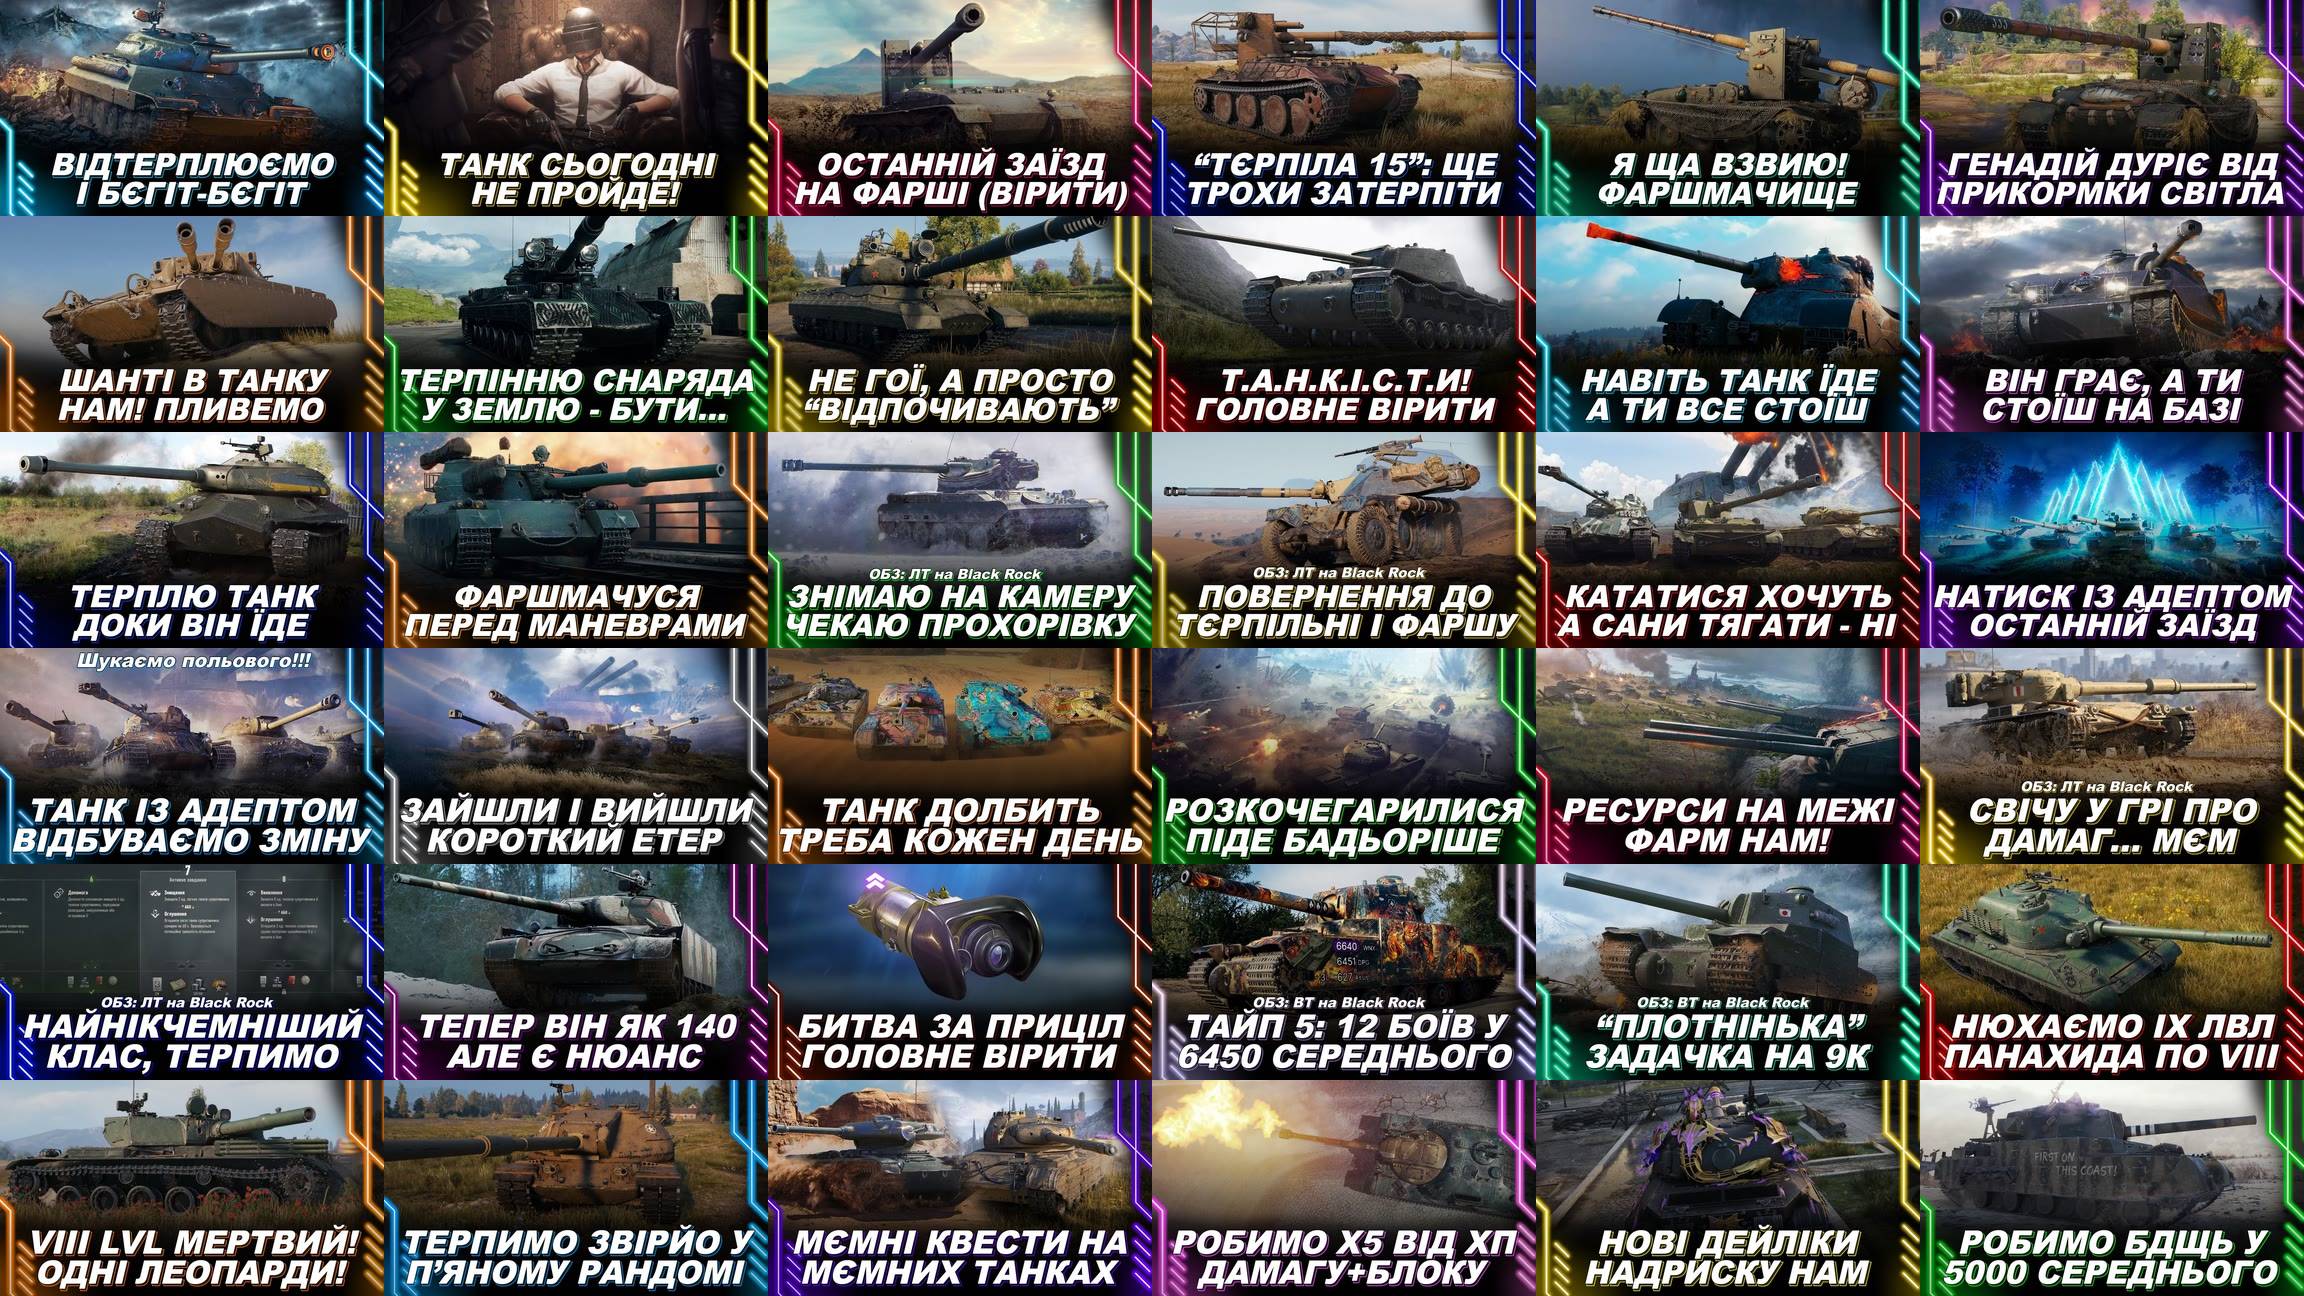 ВІДТЕРПЛЮЄМО
І БЄГІТ-БЄГІТ
ТАНК СЬОГОДНІ
НЕ ПРОЙДЕ!
ОСТАННІЙ ЗАЇЗД
НА ФАРШІ (ВІРИТИ)
“ТЄРПІЛА 15”: ЩЕ
ТРОХИ ЗАТЕРПІТИ
Я ЩА ВЗВИЮ!
ФАРШМАЧИЩЕ
ГЕНАДІЙ ДУРІЄ ВІД
ПРИКОРМКИ СВІТЛА
ШАНТІ В ТАНКУ
НАМ! ПЛИВЕМО
ТЕРПІННЮ СНАРЯДА
У ЗЕМЛЮ - БУТИ...
НЕ ГОЇ, А ПРОСТО
“ВІДПОЧИВАЮТЬ”
Т.А.Н.К.І.С.Т.И!
ГОЛОВНЕ ВІРИТИ
НАВІТЬ ТАНК ЇДЕ
А ТИ ВСЕ СТОЇШ
ВІН ГРАЄ, А ТИ
СТОЇШ НА БАЗІ
ТЕРПЛЮ ТАНК
ДОКИ ВІН ЇДЕ
ФАРШМАЧУСЯ
ПЕРЕД МАНЕВРАМИ
ОБЗ: ЛТ на Black Rock
ЗНІМАЮ НА КАМЕРУ
ЧЕКАЮ ПРОХОРІВКУ
ОБЗ: ЛТ на Black Rock
ПОВЕРНЕННЯ ДО
ТЄРПІЛЬНІ І ФАРШУ
КАТАТИСЯ ХОЧУТЬ
А САНИ ТЯГАТИ - НІ
НАТИСК ІЗ АДЕПТОМ
ОСТАННІЙ ЗАЇЗД
Шукаємо польового!!!
ТАНК ІЗ АДЕПТОМ
ВІДБУВАЄМО ЗМІНУ
ЗАЙШЛИ І ВИЙШЛИ
КОРОТКИЙ ЕТЕР
ТАНК ДОЛБИТЬ
ТРЕБА КОЖЕН ДЕНЬ
РОЗКОЧЕГАРИЛИСЯ
ПІДЕ БАДЬОРІШЕ
РЕСУРСИ НА МЕЖІ
ФАРМ НАМ!
ОБЗ: ЛТ на Black Rock
СВІЧУ У ГРІ ПРО
ДАМАГ... МЄМ
7
ОБЗ: ЛТ на Black Rock
НАЙНІКЧЕМНІШИЙ
КЛАС, ТЕРПИМО
ТЕПЕР ВІН ЯК 140
АЛЕ Є НЮАНС
БИТВА ЗА ПРИЦІЛ
ГОЛОВНЕ ВІРИТИ
6640 WNX
6451 DPG
ОБЗ: ВТ на Black Rock
ТАЙП 5: 12 БОЇВ У
6450 СЕРЕДНЬОГО
ОБЗ: ВТ на Black Rock
“ПЛОТНІНЬКА”
ЗАДАЧКА НА 9К
НЮХАЄМО ІХ ЛВЛ
ПАНАХИДА ПО VIII
VIII LVL МЕРТВИЙ!
ОДНІ ЛЕОПАРДИ!
ТЕРПИМО ЗВІРЙО У
П’ЯНОМУ РАНДОМІ
МЄМНІ КВЕСТИ НА
МЄМНИХ ТАНКАХ
РОБИМО Х5 ВІД ХП
ДАМАГУ+БЛОКУ
НОВІ ДЕЙЛІКИ
НАДРИСКУ НАМ
FIRST ON
THIS COAST!
РОБИМО БДЩЬ У
5000 СЕРЕДНЬОГО